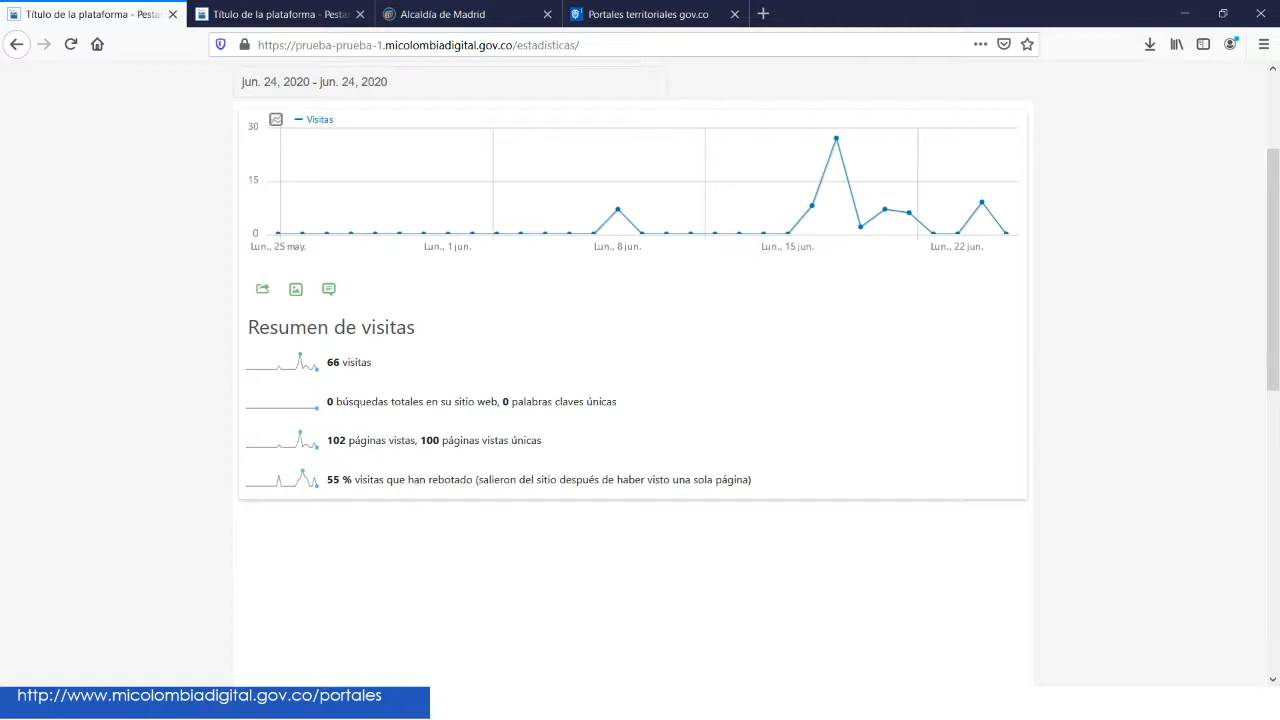 Título de la plataforma - Pesta
Título de la plataforma - Pest
Alcaldía de Madrid
Portales territoriales gov.co
https://prueba-prueba-1.micolombiadigital.gov.co/estadisticas/
jun. 24, 2020 - jun. 24, 2020
Visitas
30
15
0
Lun., 25 may.
Lun., 1 jun.
Lun., 8 jun.
Lun., 15 jun.
Lun., 22 jun.
Resumen de visitas
66 visitas
0 búsquedas totales en su sitio web, 0 palabras claves únicas
102 páginas vistas, 100 páginas vistas únicas
55 % visitas que han rebotado (salieron del sitio después de haber visto una sola página)
http://www.micolombiadigital.gov.co/portales